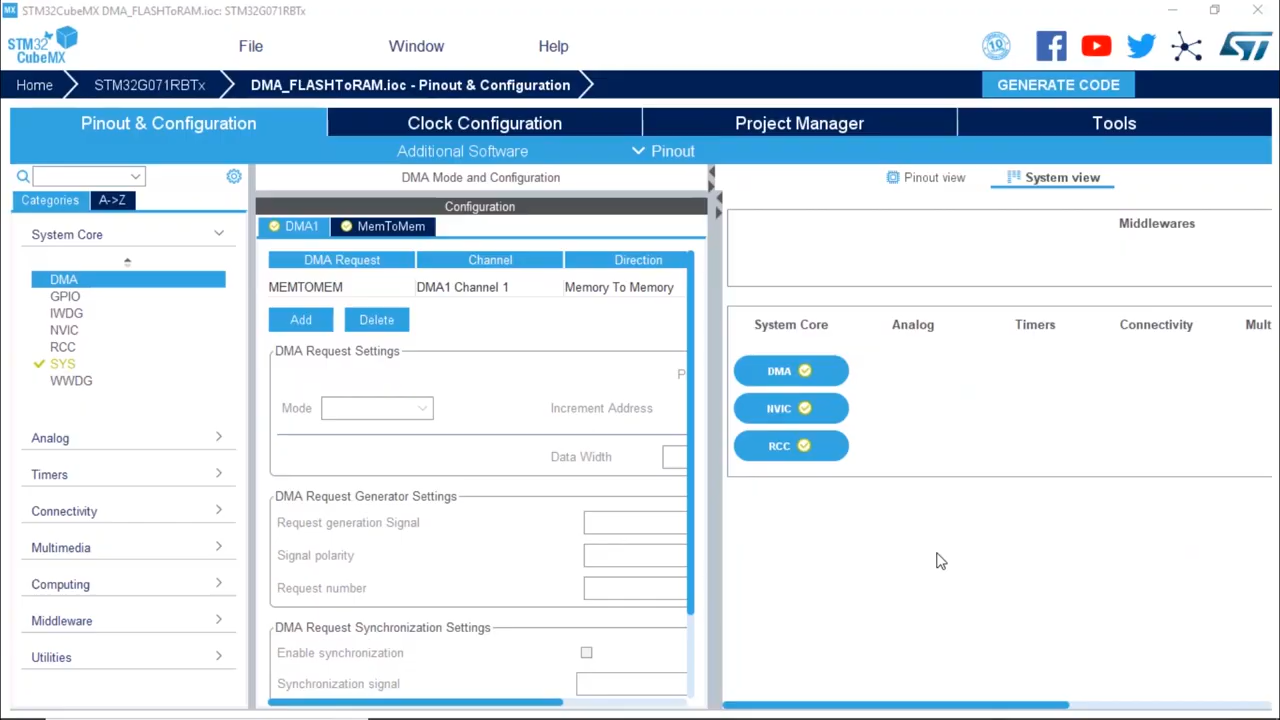 MX STM32CubeMX DMA_FLASHToRAM.ioc: STM32G071RBTx
STM32
CubeMX
File Window Help
10
Home STM32G071RBTx DMA_FLASHToRAM.ioc - Pinout & Configuration GENERATE CODE
Pinout & Configuration Clock Configuration Project Manager Tools
Additional Software Pinout
DMA Mode and Configuration
Pinout view System view
Categories A->Z
Configuration
DMA1 MemToMem
Middlewares
System Core
DMA Request Channel Direction
DMA
MEMTOMEM DMA1 Channel 1 Memory To Memory
GPIO
IWDG
NVIC
RCC
SYS
WWDG
Add Delete
System Core Analog Timers Connectivity Mult
DMA Request Settings
P
DMA
Mode Increment Address
NVIC
RCC
Data Width
Analog
Timers
Connectivity
Multimedia
Computing
Middleware
Utilities
DMA Request Generator Settings
Request generation Signal
Signal polarity
Request number
DMA Request Synchronization Settings
Enable synchronization
Synchronization signal